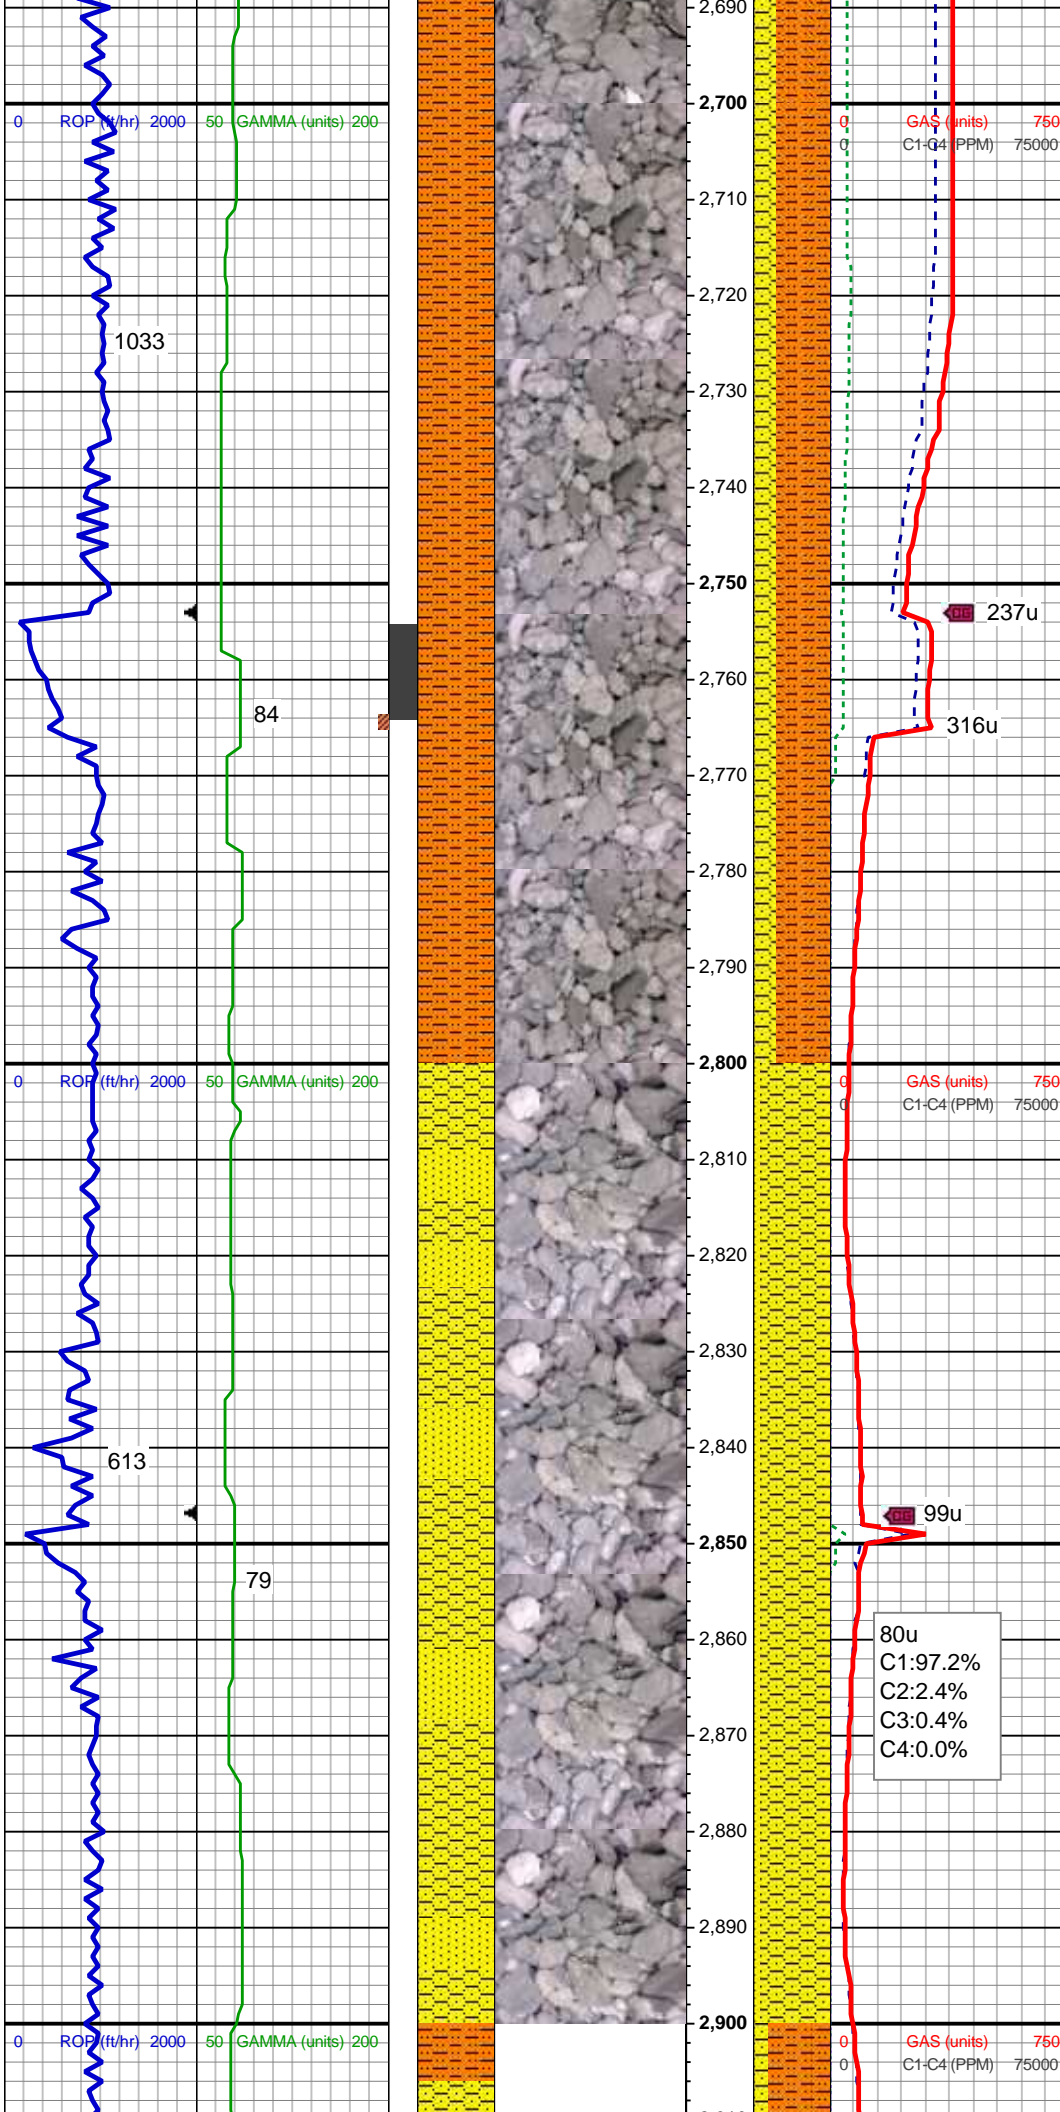 2,690
2,700
0 ROP (ft/hr) 2000 50 GAMMA (units) 200 0 GAS (units) 750
0 C1-C4 (PPM) 75000
2,710
2,720
1033
2,730
2,740
2,750
CG 237u
2,760
84
316u
2,770
2,780
2,790
2,800
0 ROP (ft/hr) 2000 50 GAMMA (units) 200 0 GAS (units) 750
0 C1-C4 (PPM) 75000
2,810
2,820
2,830
2,840
613
CG 99u
2,850
79
2,860
80u
C1:97.2%
C2:2.4%
C3:0.4%
C4:0.0%
2,870
2,880
2,890
2,900
0 ROP (ft/hr) 2000 50 GAMMA (units) 200 0 GAS (units) 750
0 C1-C4 (PPM) 75000